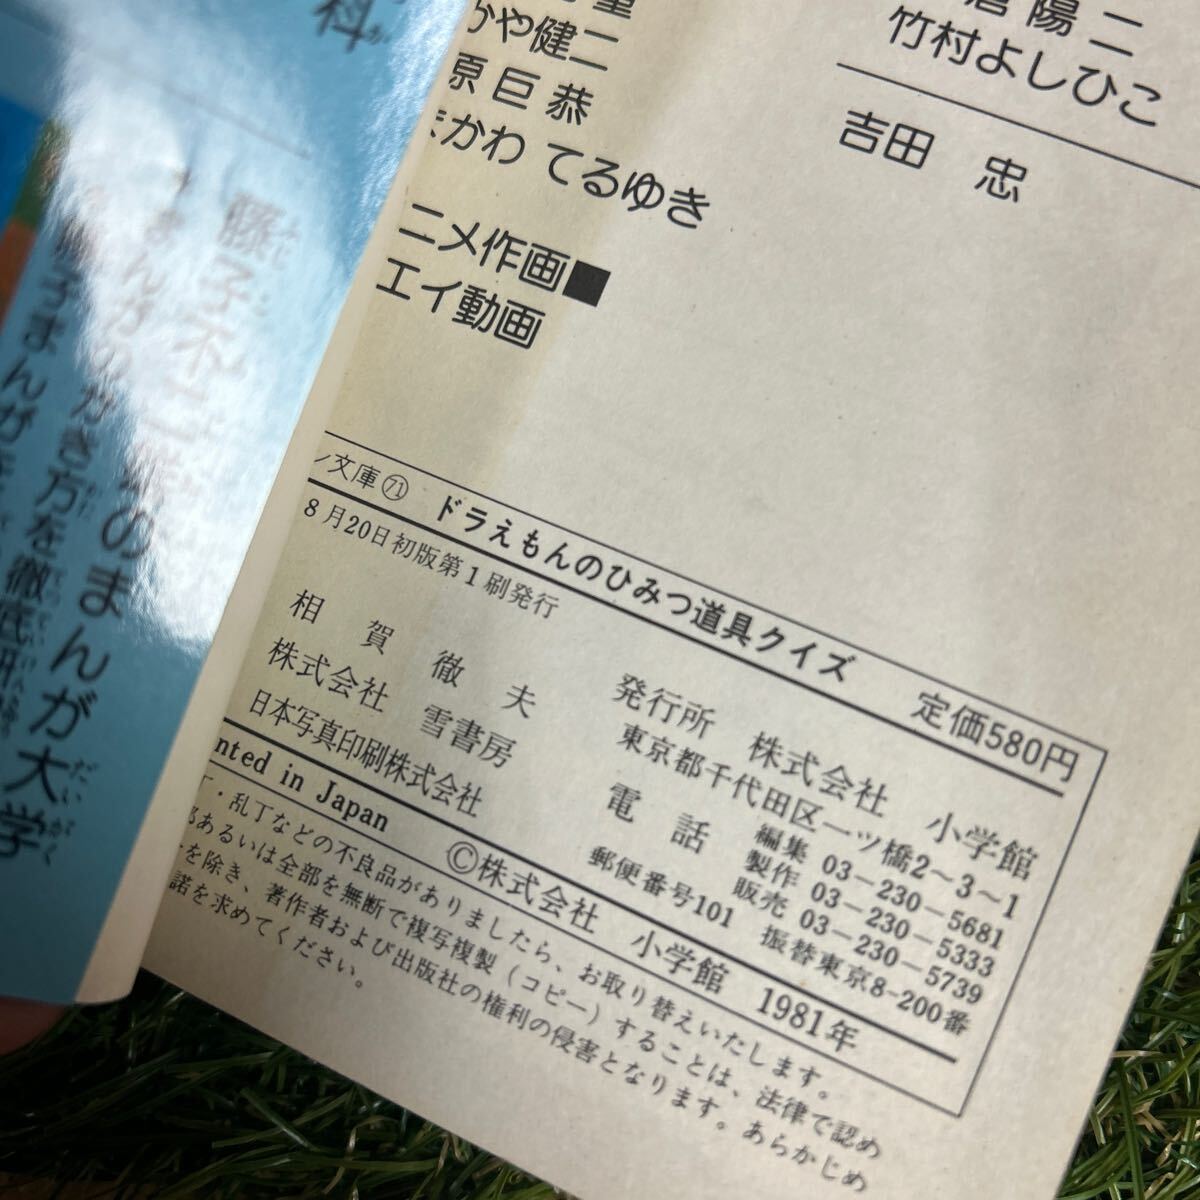 科
や健二
原巨恭
かわ てるゆき
ニメ作画■
エイ動画
陽二
竹村よしひこ
吉田 忠
のまんが大学
だいがく
のかき方を徹底研
文庫㉛ ドラえもんのひみつ道具クイズ 定価580円
8月20日初版第1刷発行
相賀徹夫
株式会社 雪書房
日本写真印刷株式会社
nted in Japan
発行所 株式会社 小学館
東京都千代田区一ツ橋2〜3〜1
電話 編集 03−230−5681
製作 03−230−5333
販売 03−230−5739
郵便番号101 振替東京8−200番
©株式会社 小学館 1981年
・乱丁などの不良品がありましたら、お取り替えいたします。
あるいは全部を無断で複写複製（コピー）することは、法律で認め
を除き、著作者および出版社の権利の侵害となります。あらかじめ
諾を求めてください。